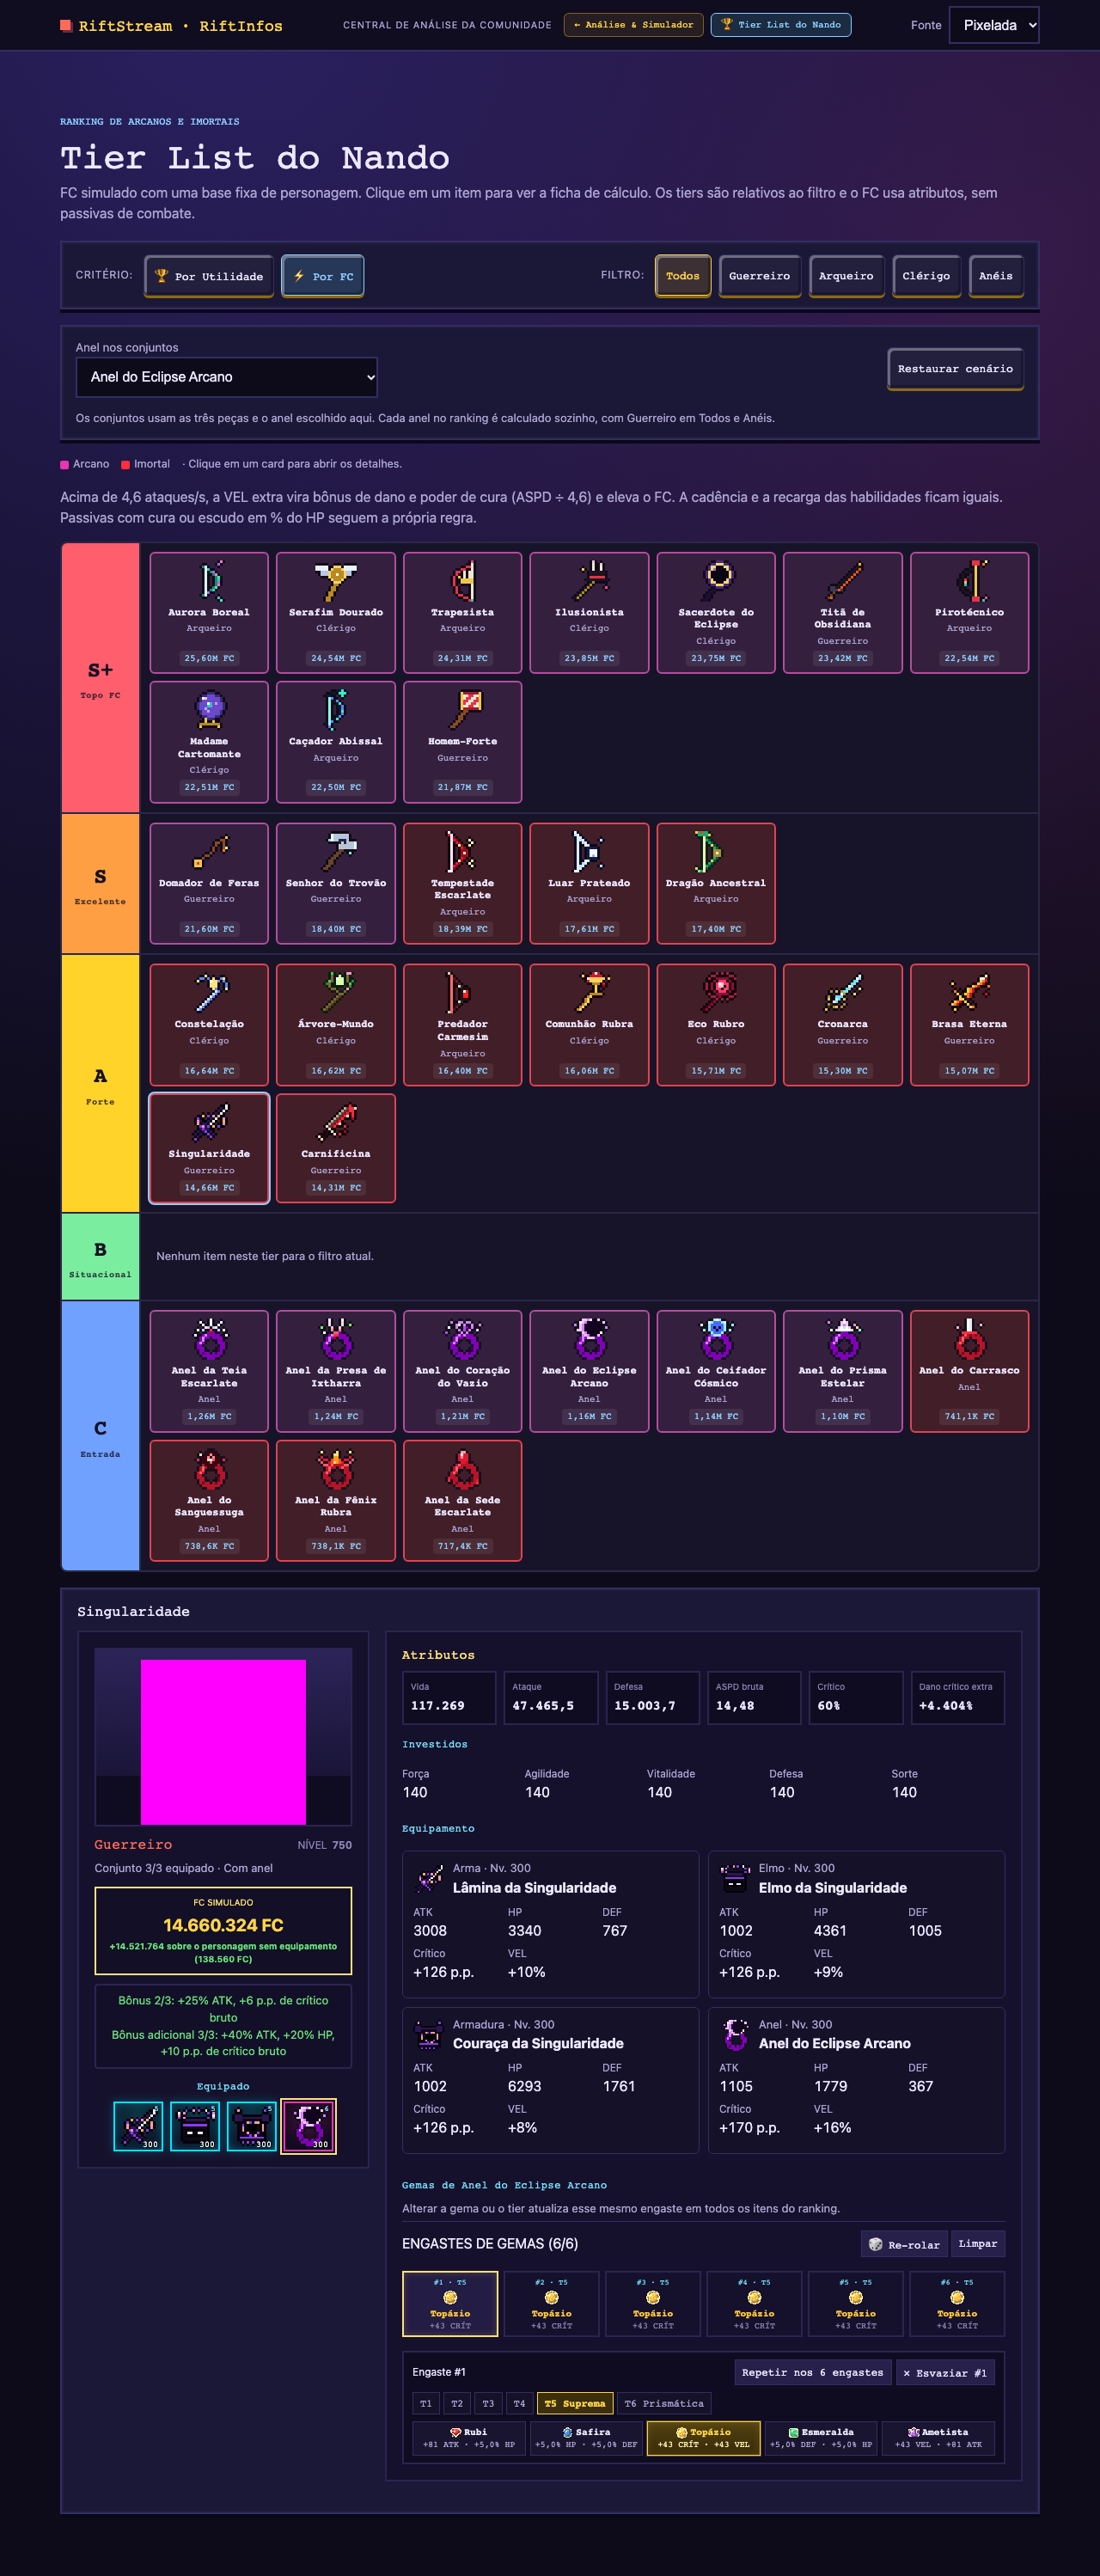 RiftStream · RiftInfos
CENTRAL DE ANÁLISE DA COMUNIDADE
← Análise & Simulador
🏆 Tier List do Nando
Fonte
Pixelada
RANKING DE ARCANOS E IMORTAIS
Tier List do Nando
FC simulado com uma base fixa de personagem. Clique em um item para ver a ficha de cálculo. Os tiers são relativos ao filtro e o FC usa atributos, sem
passivas de combate.
CRITÉRIO:
🏆 Por Utilidade
⚡ Por FC
FILTRO:
Todos
Guerreiro
Arqueiro
Clérigo
Anéis
Anel nos conjuntos
Anel do Eclipse Arcano
Restaurar cenário
Os conjuntos usam as três peças e o anel escolhido aqui. Cada anel no ranking é calculado sozinho, com Guerreiro em Todos e Anéis.
Arcano
Imortal
· Clique em um card para abrir os detalhes.
Acima de 4,6 ataques/s, a VEL extra vira bônus de dano e poder de cura (ASPD ÷ 4,6) e eleva o FC. A cadência e a recarga das habilidades ficam iguais.
Passivas com cura ou escudo em % do HP seguem a própria regra.
S+
Topo FC
Aurora Boreal
Arqueiro
25,60M FC
Serafim Dourado
Clérigo
24,54M FC
Trapezista
Arqueiro
24,31M FC
Ilusionista
Clérigo
23,85M FC
Sacerdote do
Eclipse
Clérigo
23,75M FC
Titã de
Obsidiana
Guerreiro
23,42M FC
Pirotécnico
Arqueiro
22,54M FC
Madame
Cartomante
Clérigo
22,51M FC
Caçador Abissal
Arqueiro
22,50M FC
Homem-Forte
Guerreiro
21,87M FC
S
Excelente
Domador de Feras
Guerreiro
21,60M FC
Senhor do Trovão
Guerreiro
18,40M FC
Tempestade
Escarlate
Arqueiro
18,39M FC
Luar Prateado
Arqueiro
17,61M FC
Dragão Ancestral
Arqueiro
17,40M FC
A
Forte
Constelação
Clérigo
16,64M FC
Árvore-Mundo
Clérigo
16,62M FC
Predador
Carmesim
Arqueiro
16,40M FC
Comunhão Rubra
Clérigo
16,06M FC
Eco Rubro
Clérigo
15,71M FC
Cronarca
Guerreiro
15,30M FC
Brasa Eterna
Guerreiro
15,07M FC
Singularidade
Guerreiro
14,66M FC
Carnificina
Guerreiro
14,31M FC
B
Situacional
Nenhum item neste tier para o filtro atual.
C
Entrada
Anel da Teia
Escarlate
Anel
1,26M FC
Anel da Presa de
Ixtharra
Anel
1,24M FC
Anel do Coração
do Vazio
Anel
1,21M FC
Anel do Eclipse
Arcano
Anel
1,16M FC
Anel do Ceifador
Cósmico
Anel
1,14M FC
Anel do Prisma
Estelar
Anel
1,10M FC
Anel do Carrasco
Anel
741,1K FC
Anel do
Sanguessuga
Anel
738,6K FC
Anel da Fênix
Rubra
Anel
738,1K FC
Anel da Sede
Escarlate
Anel
717,4K FC
Singularidade
Guerreiro
NÍVEL 750
Conjunto 3/3 equipado · Com anel
FC SIMULADO
14.660.324 FC
+14.521.764 sobre o personagem sem equipamento
(138.560 FC)
Bônus 2/3: +25% ATK, +6 p.p. de crítico
bruto
Bônus adicional 3/3: +40% ATK, +20% HP,
+10 p.p. de crítico bruto
Equipado
5
300
5
300
5
300
6
300
Atributos
Vida
117.269
Ataque
47.465,5
Defesa
15.003,7
ASPD bruta
14,48
Crítico
60%
Dano crítico extra
+4.404%
Investidos
Força
140
Agilidade
140
Vitalidade
140
Defesa
140
Sorte
140
Equipamento
Arma · Nv. 300
Lâmina da Singularidade
ATK
3008
HP
3340
DEF
767
Crítico
+126 p.p.
VEL
+10%
Elmo · Nv. 300
Elmo da Singularidade
ATK
1002
HP
4361
DEF
1005
Crítico
+126 p.p.
VEL
+9%
Armadura · Nv. 300
Couraça da Singularidade
ATK
1002
HP
6293
DEF
1761
Crítico
+126 p.p.
VEL
+8%
Anel · Nv. 300
Anel do Eclipse Arcano
ATK
1105
HP
1779
DEF
367
Crítico
+170 p.p.
VEL
+16%
Gemas de Anel do Eclipse Arcano
Alterar a gema ou o tier atualiza esse mesmo engaste em todos os itens do ranking.
ENGASTES DE GEMAS (6/6)
🎲 Re-rolar
Limpar
#1 · T5
Topázio
+43 CRÍT
#2 · T5
Topázio
+43 CRÍT
#3 · T5
Topázio
+43 CRÍT
#4 · T5
Topázio
+43 CRÍT
#5 · T5
Topázio
+43 CRÍT
#6 · T5
Topázio
+43 CRÍT
Engaste #1
Repetir nos 6 engastes
× Esvaziar #1
T1
T2
T3
T4
T5 Suprema
T6 Prismática
Rubi
+81 ATK · +5,0% HP
Safira
+5,0% HP · +5,0% DEF
Topázio
+43 CRÍT · +43 VEL
Esmeralda
+5,0% DEF · +5,0% HP
Ametista
+43 VEL · +81 ATK